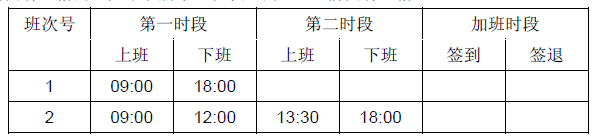 班次号 第一时段 第二时段 加班时段
上班 下班 上班 下班 签到 签退
1 09:00 18:00
2 09:00 12:00 13:30 18:00